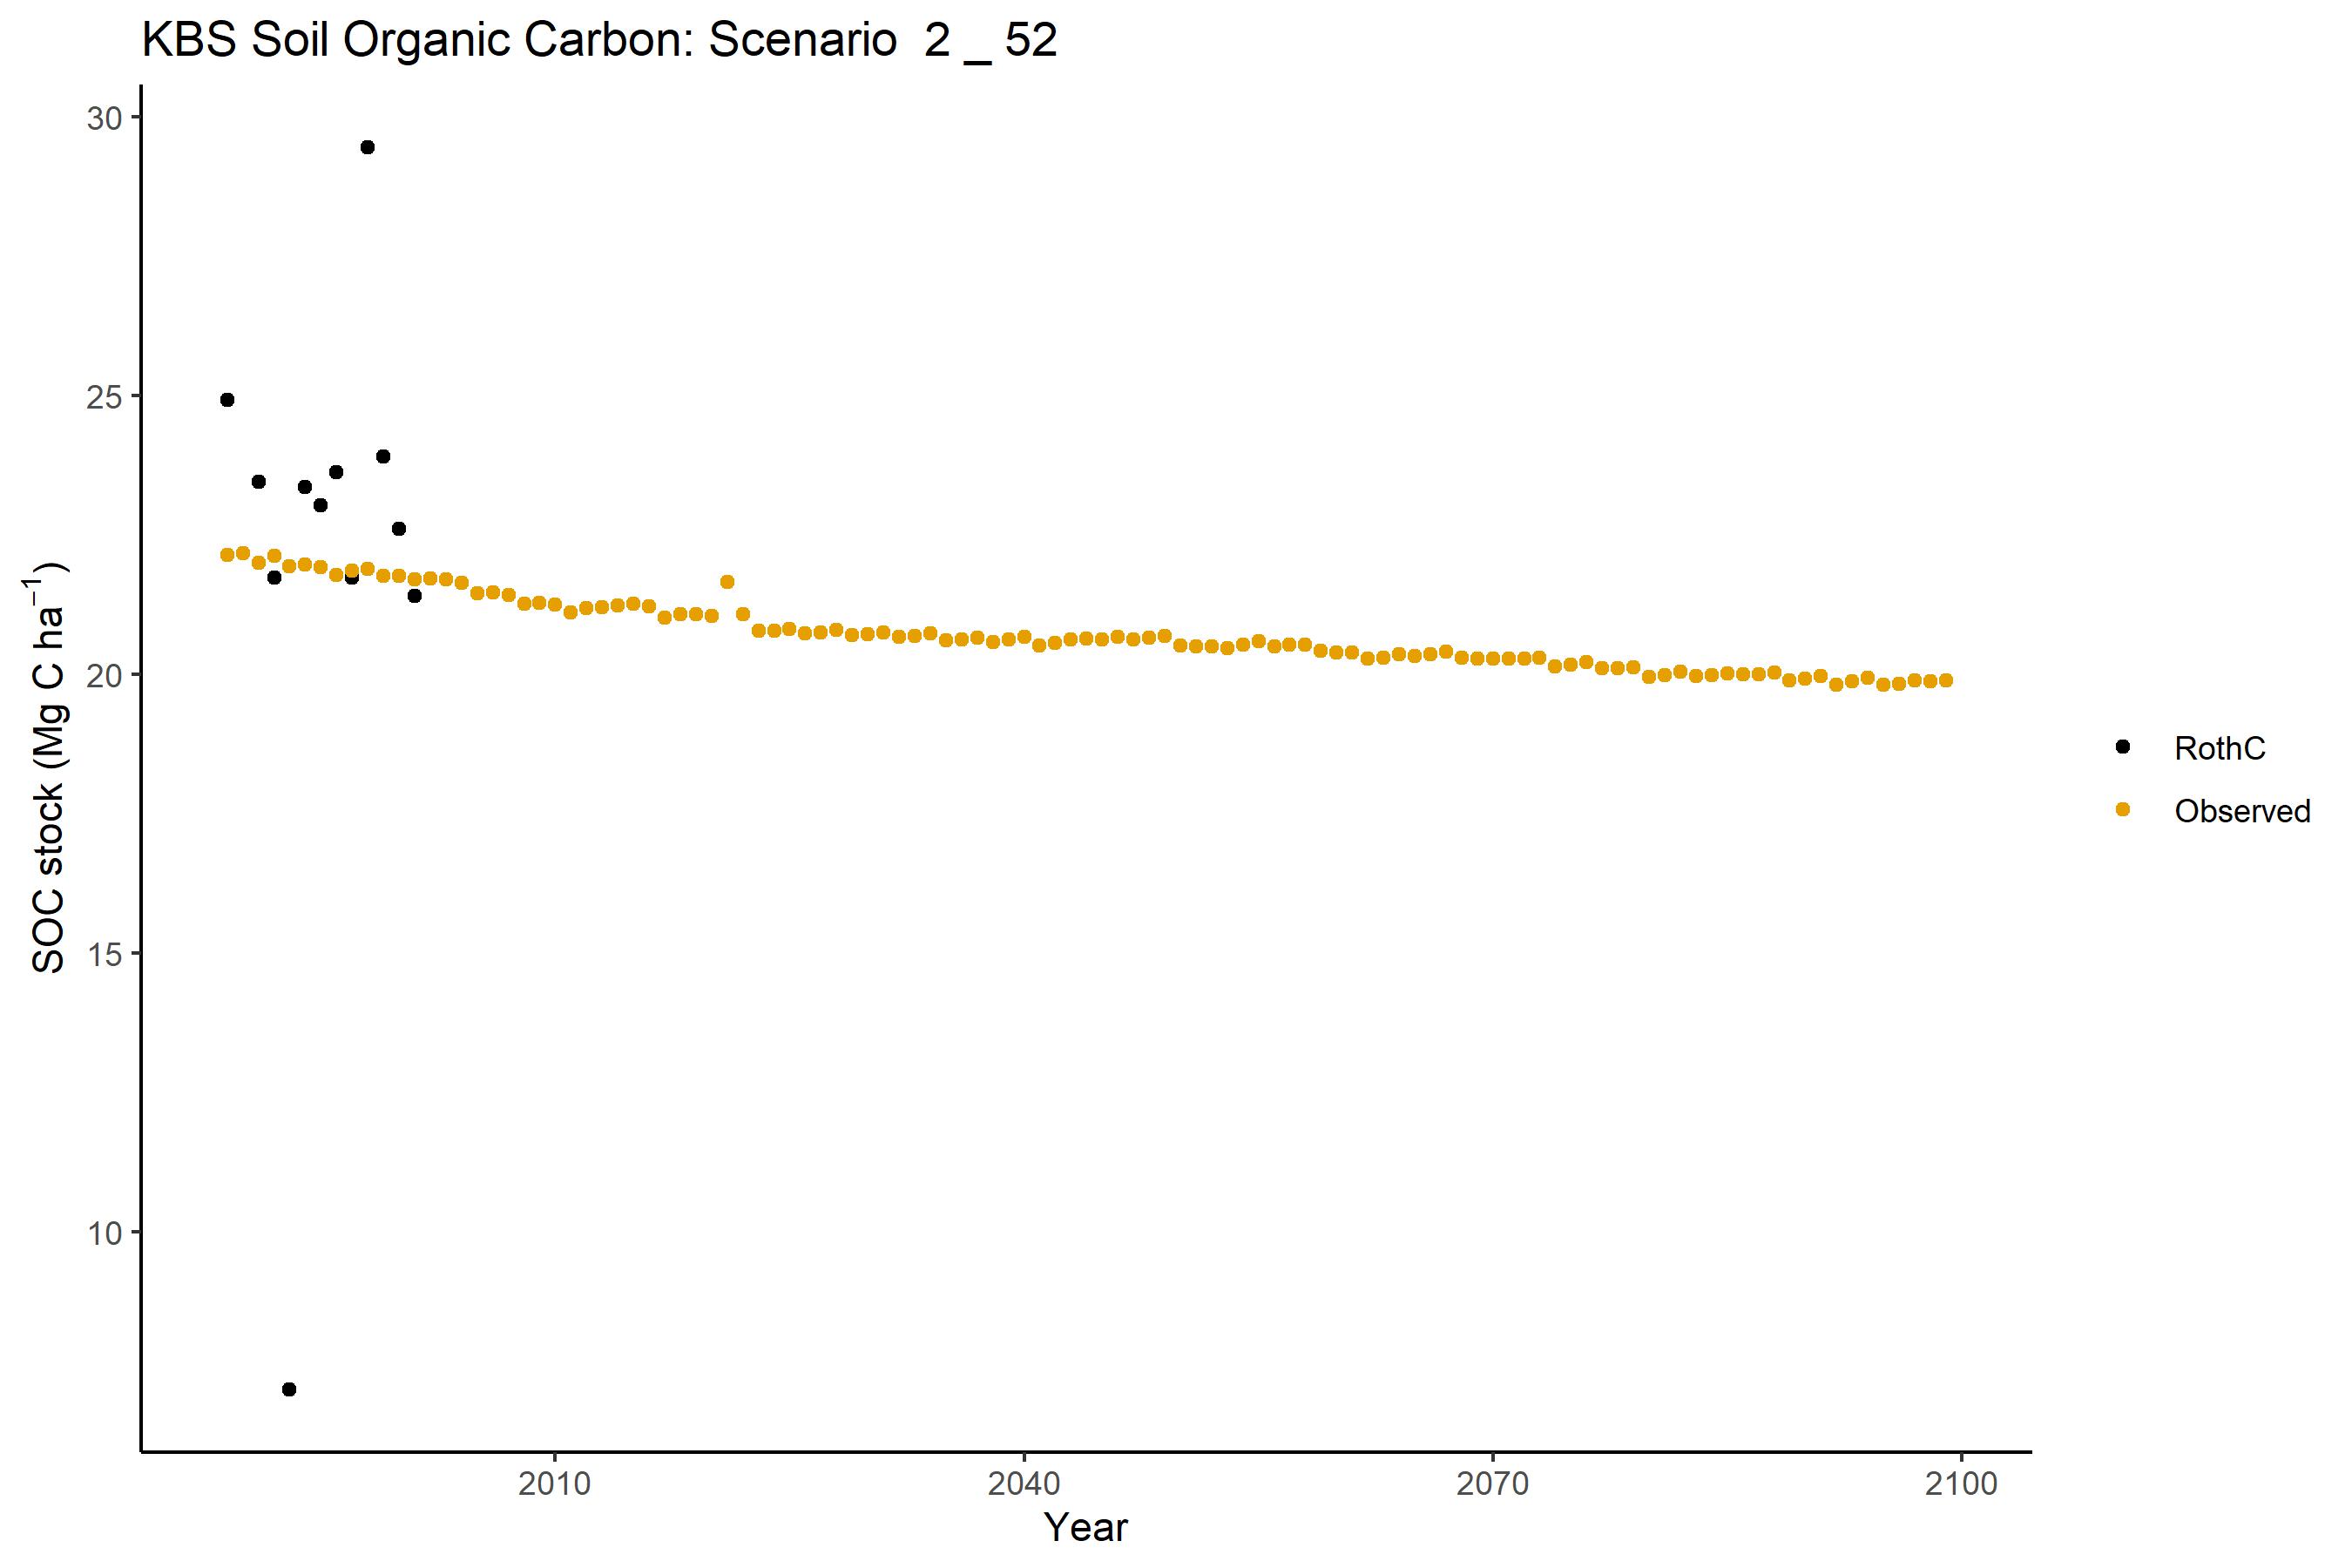 KBS Soil Organic Carbon: Scenario  2 _ 52
30
25
20
15
10
SOC stock (Mg C ha⁻¹)
2010 2040 2070 2100
Year
RothC
Observed